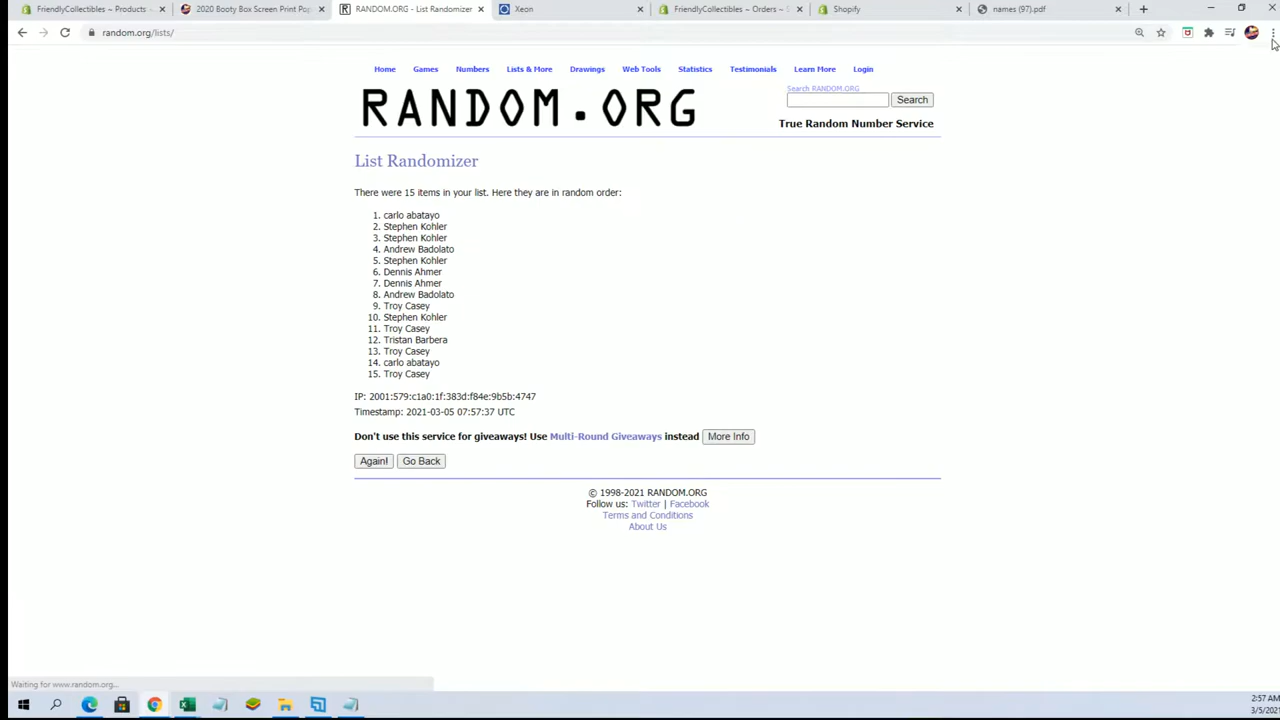 FriendlyCollectibles ~ Products ~
2020 Booty Box Screen Print Pop
RANDOM.ORG - List Randomizer
Xeon
FriendlyCollectibles ~ Orders ~ S
Shopify
names (97).pdf
random.org/lists/
Home Games Numbers Lists & More Drawings Web Tools Statistics Testimonials Learn More Login
RANDOM.ORG
Search RANDOM.ORG
Search
True Random Number Service
List Randomizer
There were 15 items in your list. Here they are in random order:
1. carlo abatayo
2. Stephen Kohler
3. Stephen Kohler
4. Andrew Badolato
5. Stephen Kohler
6. Dennis Ahmer
7. Dennis Ahmer
8. Andrew Badolato
9. Troy Casey
10. Stephen Kohler
11. Troy Casey
12. Tristan Barbera
13. Troy Casey
14. carlo abatayo
15. Troy Casey
IP: 2001:579:c1a0:1f:383d:f84e:9b5b:4747
Timestamp: 2021-03-05 07:57:37 UTC
Don't use this service for giveaways! Use Multi-Round Giveaways instead More Info
Again! Go Back
© 1998-2021 RANDOM.ORG
Follow us: Twitter | Facebook
Terms and Conditions
About Us
Waiting for www.random.org...
2:57 AM
3/5/2021